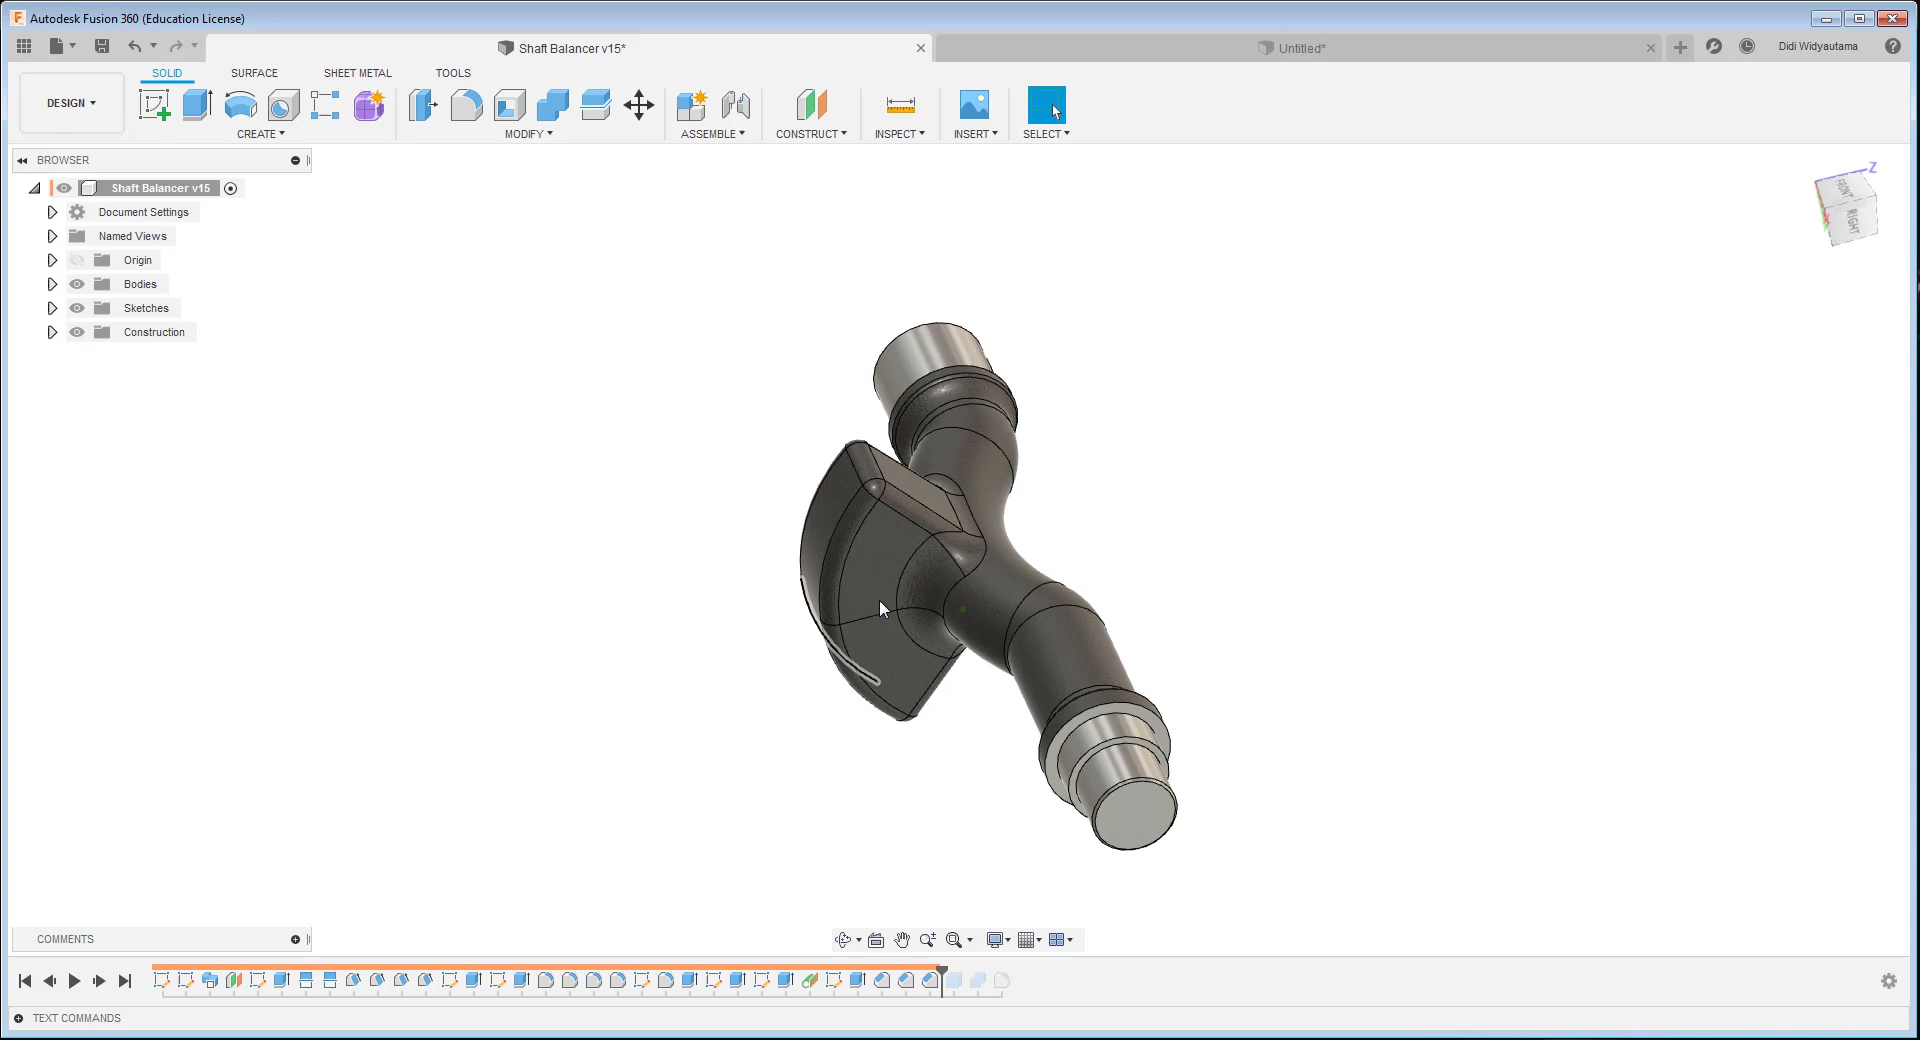 Autodesk Fusion 360 (Education License)
Shaft Balancer v15*
Untitled*
Didi Widyautama
SOLID
SURFACE
SHEET METAL
TOOLS
DESIGN
CREATE
MODIFY
ASSEMBLE
CONSTRUCT
INSPECT
INSERT
SELECT
BROWSER
Shaft Balancer v15
Document Settings
Named Views
Origin
Bodies
Sketches
Construction
Z
FRONT
RIGHT
COMMENTS
TEXT COMMANDS